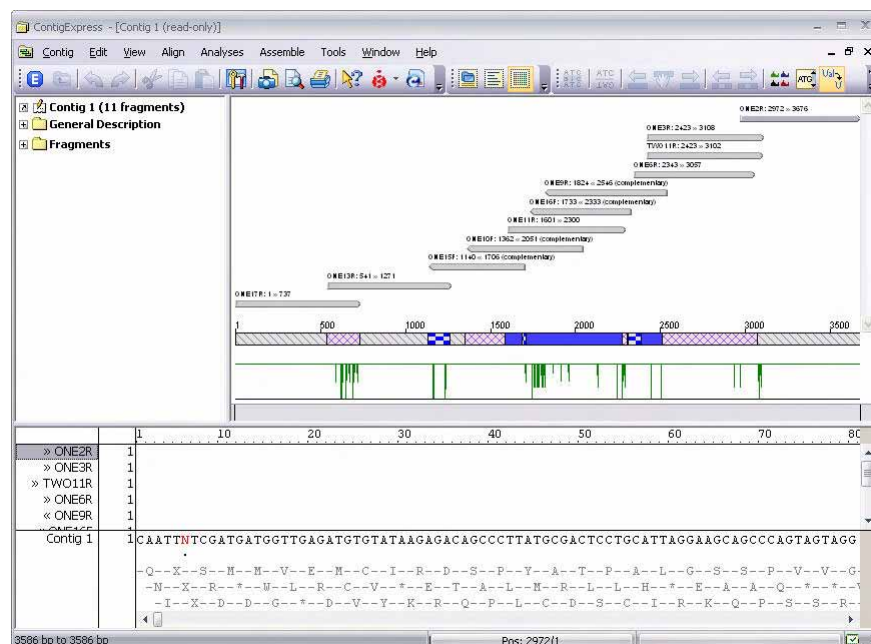 ContigExpress - [Contig 1 (read-only)]
Contig Edit View Align Analyses Assemble Tools Window Help
Contig 1 (11 fragments)
General Description
Fragments
ONE2R: 2972 = 3676
ONE3R: 2423 = 3108
TWO11R: 2423 = 3102
ONE6R: 2343 = 3057
ONE9R: 1824 = 2546 (complementary)
ONE16F: 1733 = 2333 (complementary)
ONE11R: 1601 = 2300
ONE10F: 1362 = 2051 (complementary)
ONE15F: 1140 = 1706 (complementary)
ONE13R: 541 = 1271
ONE17R: 1 = 737
1 500 1000 1500 2000 2500 3000 3500
1 10 20 30 40 50 60 70 80
» ONE2R 1
» ONE3R 1
» TWO11R 1
» ONE6R 1
« ONE9R 1
Contig 1 1 CAATTNTCGATGATGGTTGAGATGTGTATAAGAGACAGCCCTTATGCGACTCCTGCATTAGGAAGCAGCCCAGTAGTAGG
-Q--X--S--M--M--V--E--M--C--I--R--D--S--P--Y--A--T--P--A--L--G--S--S--P--V--V--G-
-N--X--R--*--W--L--R--C--V--*--E--T--A--L--M--R--L--L--H--*--E--A--A--Q--*--*--
-I--X--D--D--G--*--D--V--Y--K--R--Q--P--L--C--D--S--C--I--R--K--Q--P--S--S--R-
3586 bp to 3586 bp Pos: 2972(1